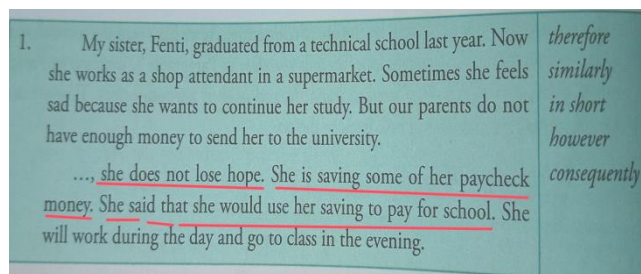 1. My sister, Fenti, graduated from a technical school last year. Now
she works as a shop attendant in a supermarket. Sometimes she feels
sad because she wants to continue her study. But our parents do not
have enough money to send her to the university.
..., she does not lose hope. She is saving some of her paycheck
money. She said that she would use her saving to pay for school. She
will work during the day and go to class in the evening.
therefore
similarly
in short
however
consequently